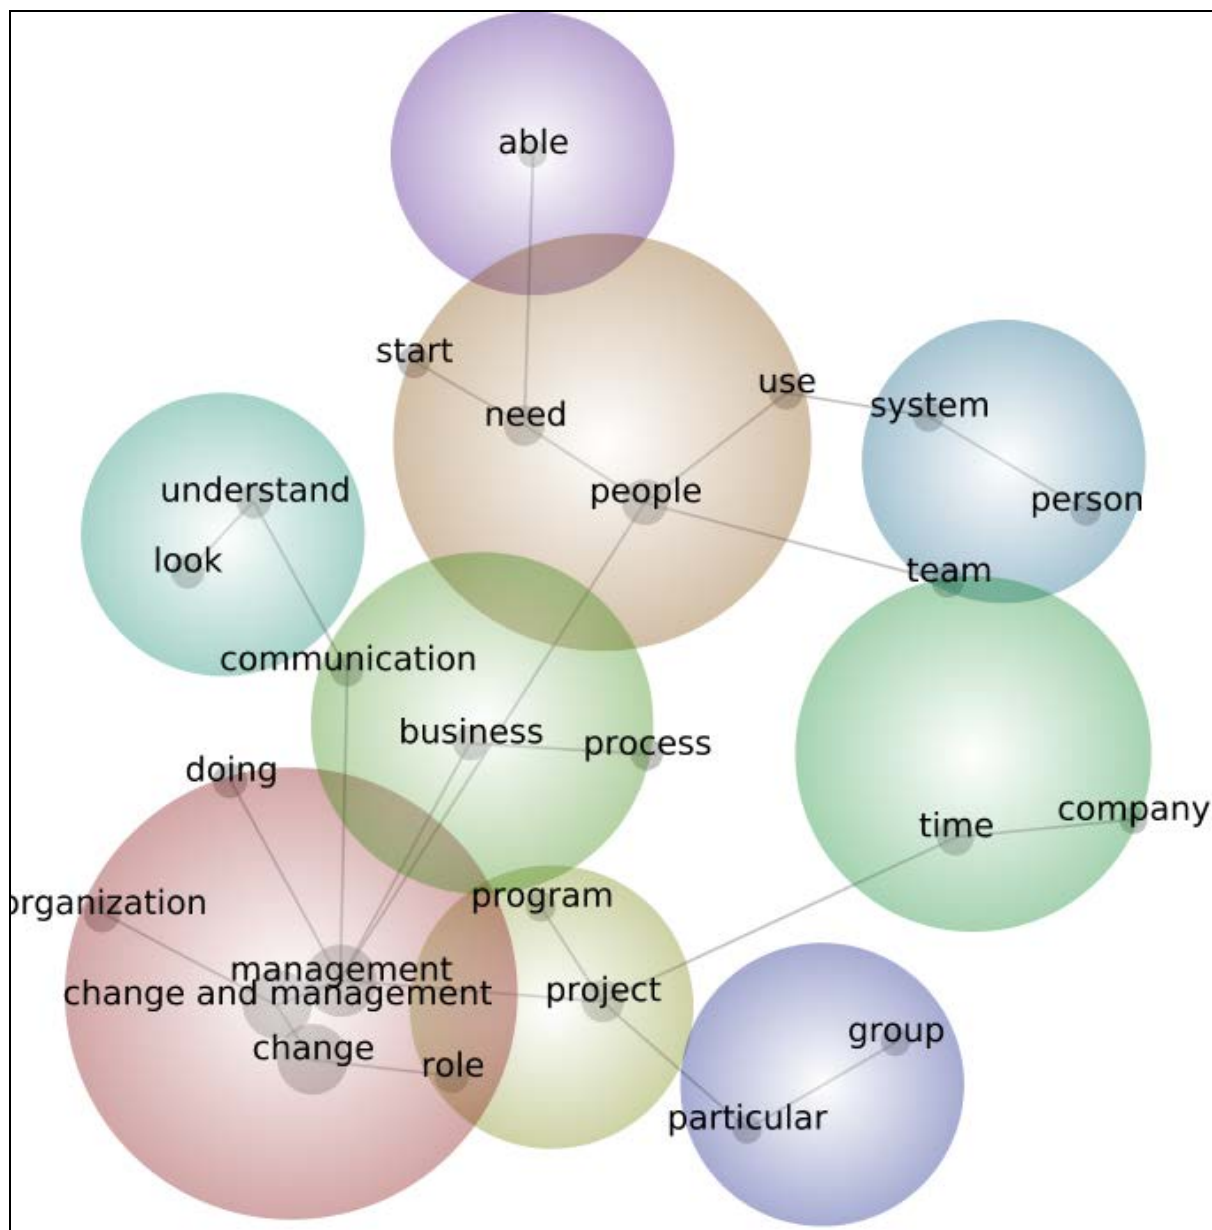 able
start
use
need
system
understand
people
person
look
team
communication
business
process
doing
company
time
program
organization
management
change and management
project
group
change
role
particular